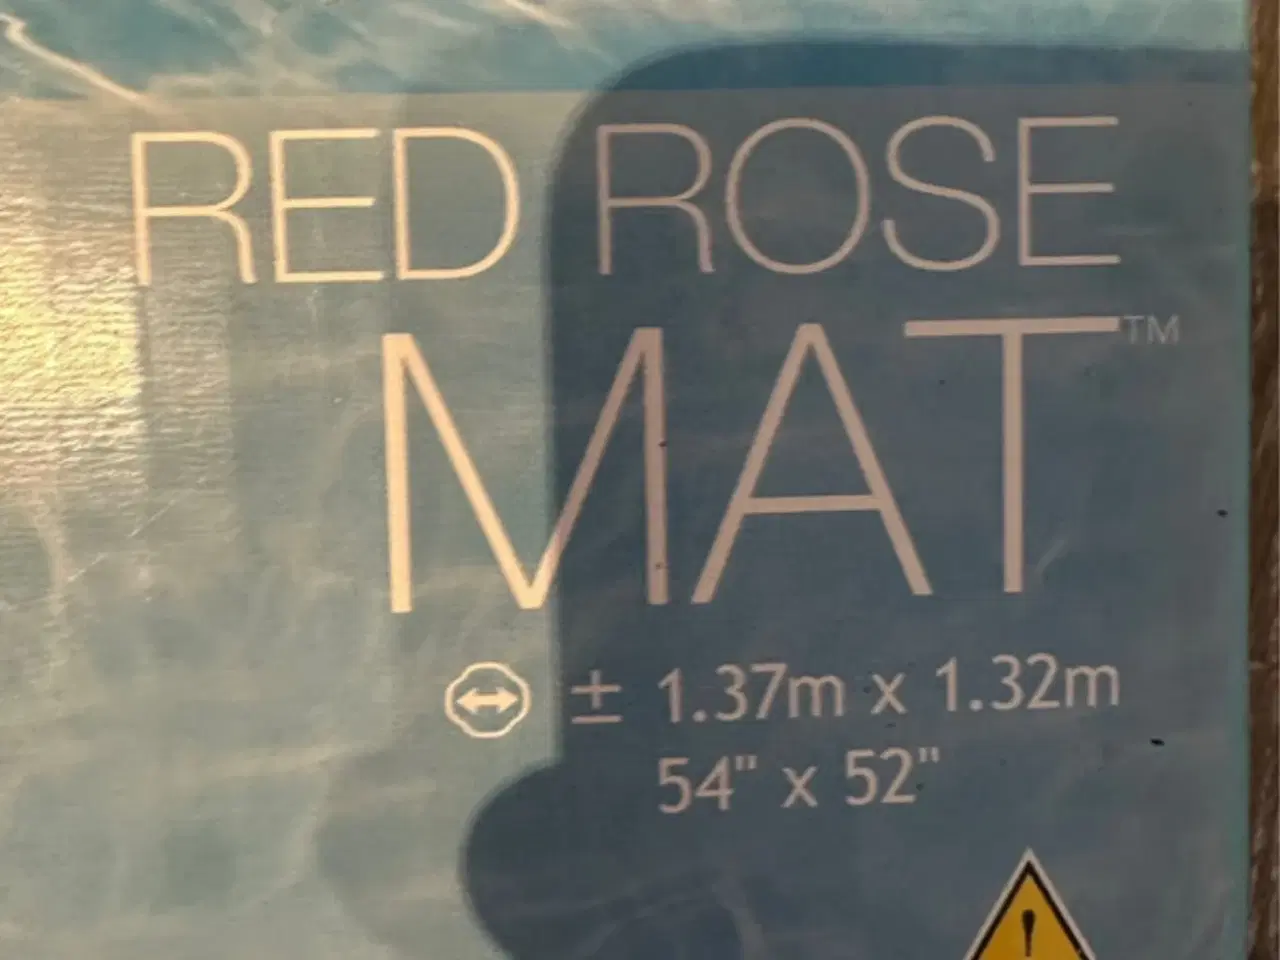 RED ROSE
MAT™
± 1.37m x 1.32m
54" x 52"
!